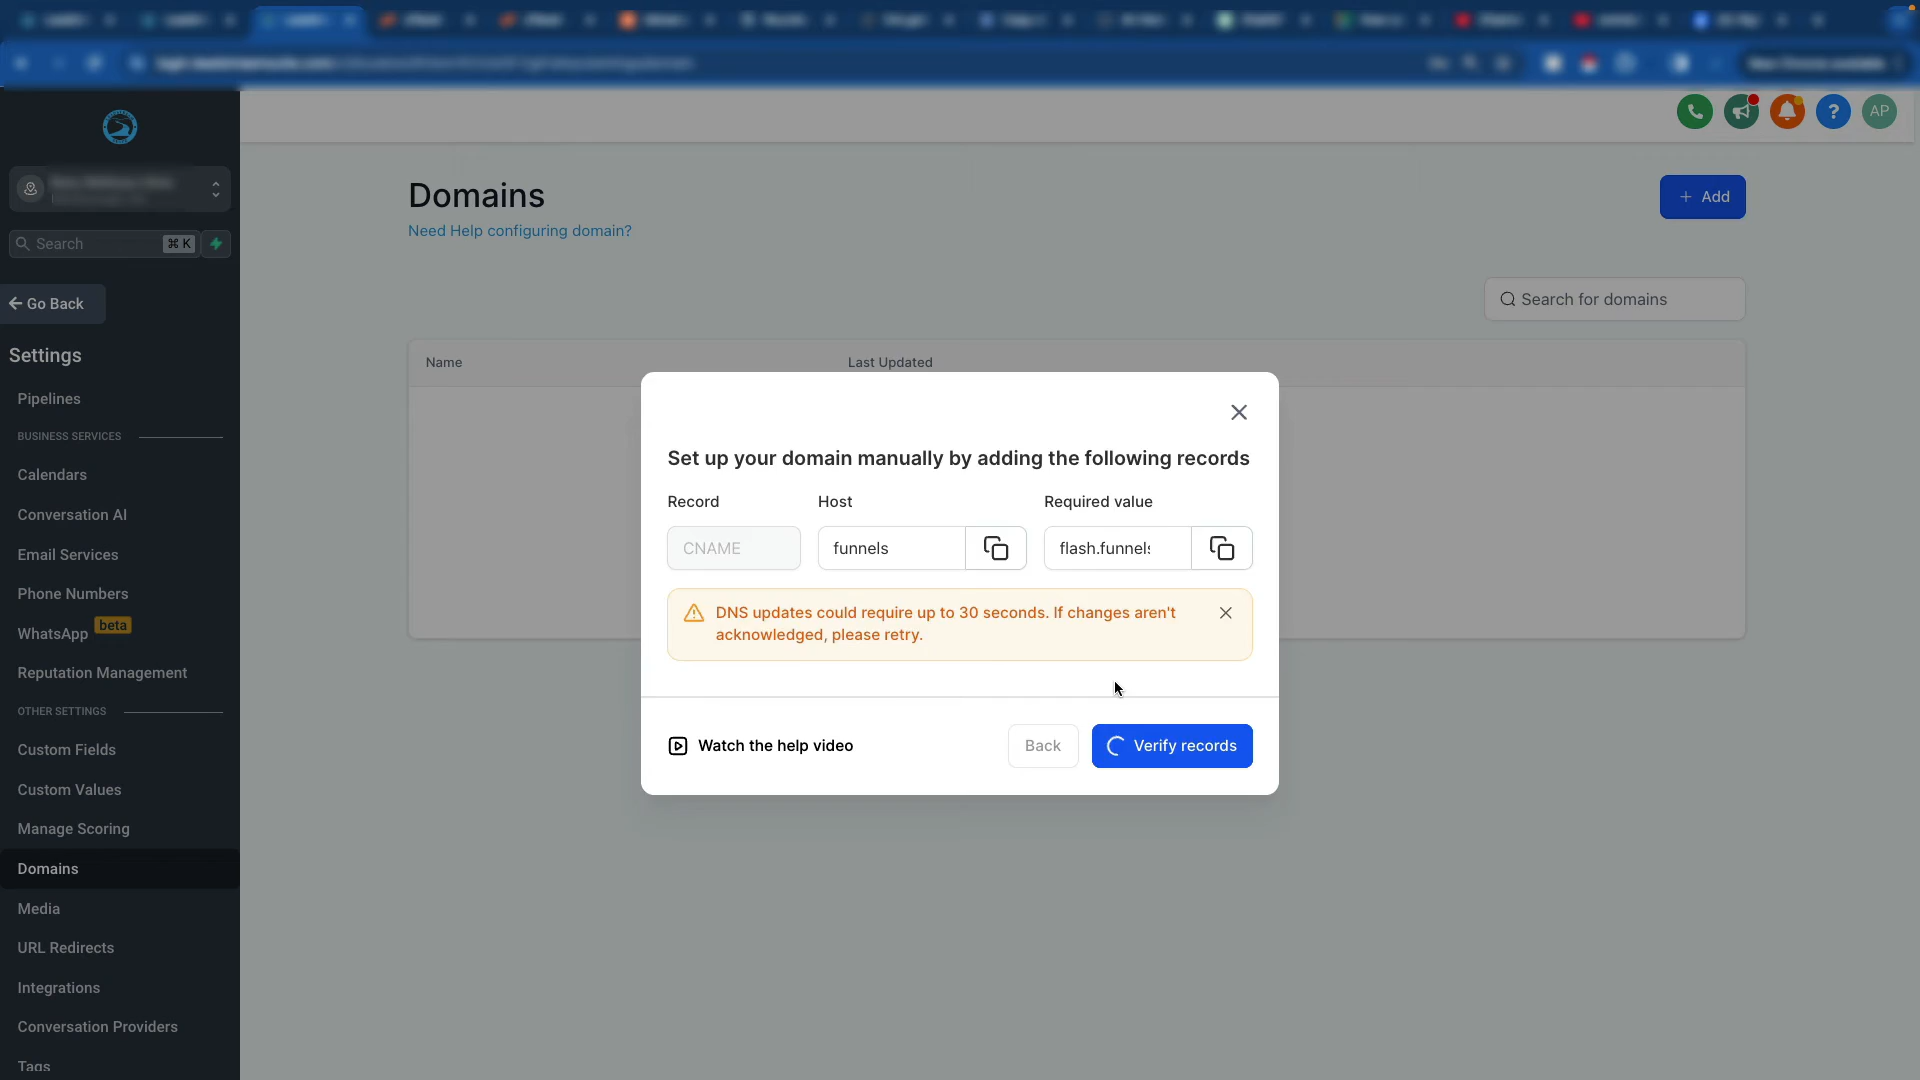 AP
Search
⌘ K
Go Back
Settings
Pipelines
BUSINESS SERVICES
Calendars
Conversation AI
Email Services
Phone Numbers
WhatsApp beta
Reputation Management
OTHER SETTINGS
Custom Fields
Custom Values
Manage Scoring
Domains
Media
URL Redirects
Integrations
Conversation Providers
Tags
Domains
Need Help configuring domain?
+ Add
Search for domains
Name
Last Updated
Set up your domain manually by adding the following records
Record
Host
Required value
CNAME
funnels
flash.funnels
DNS updates could require up to 30 seconds. If changes aren't
acknowledged, please retry.
Watch the help video
Back
Verify records